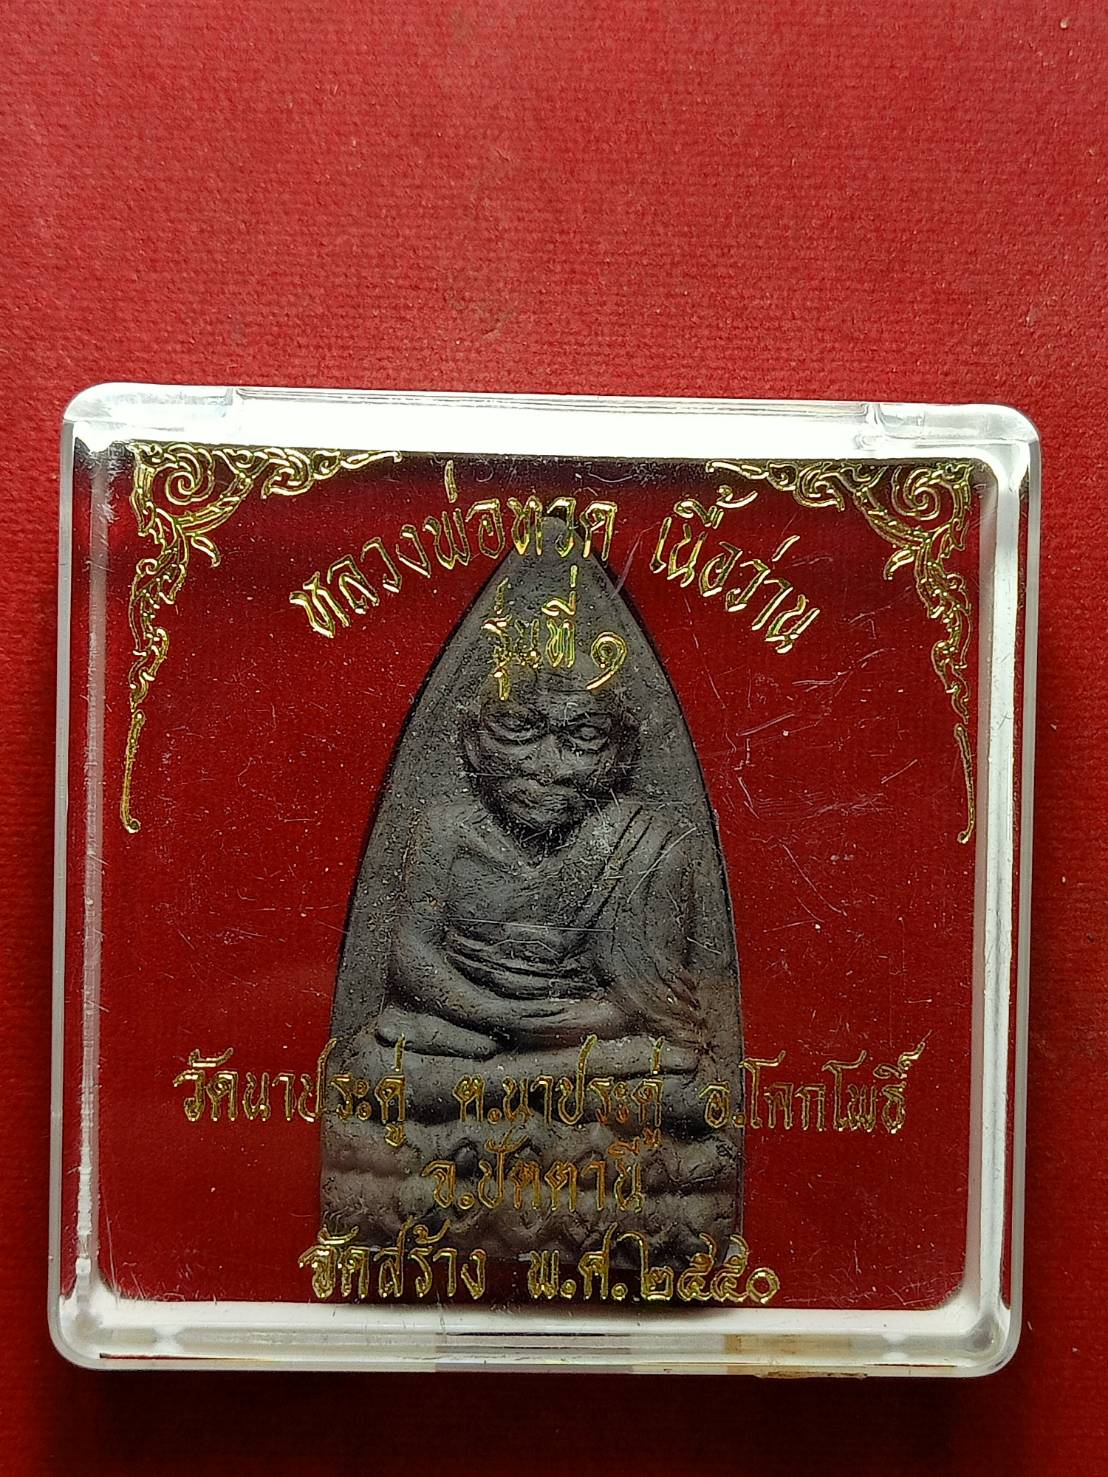 หลวงพ่อทวด เนื้อว่าน
รุ่นที่ ๑
วัดนาประดู่ ต.นาประดู่ อ.โคกโพธิ์
จ.ปัตตานี
จัดสร้าง พ.ศ.๒๕๕๐